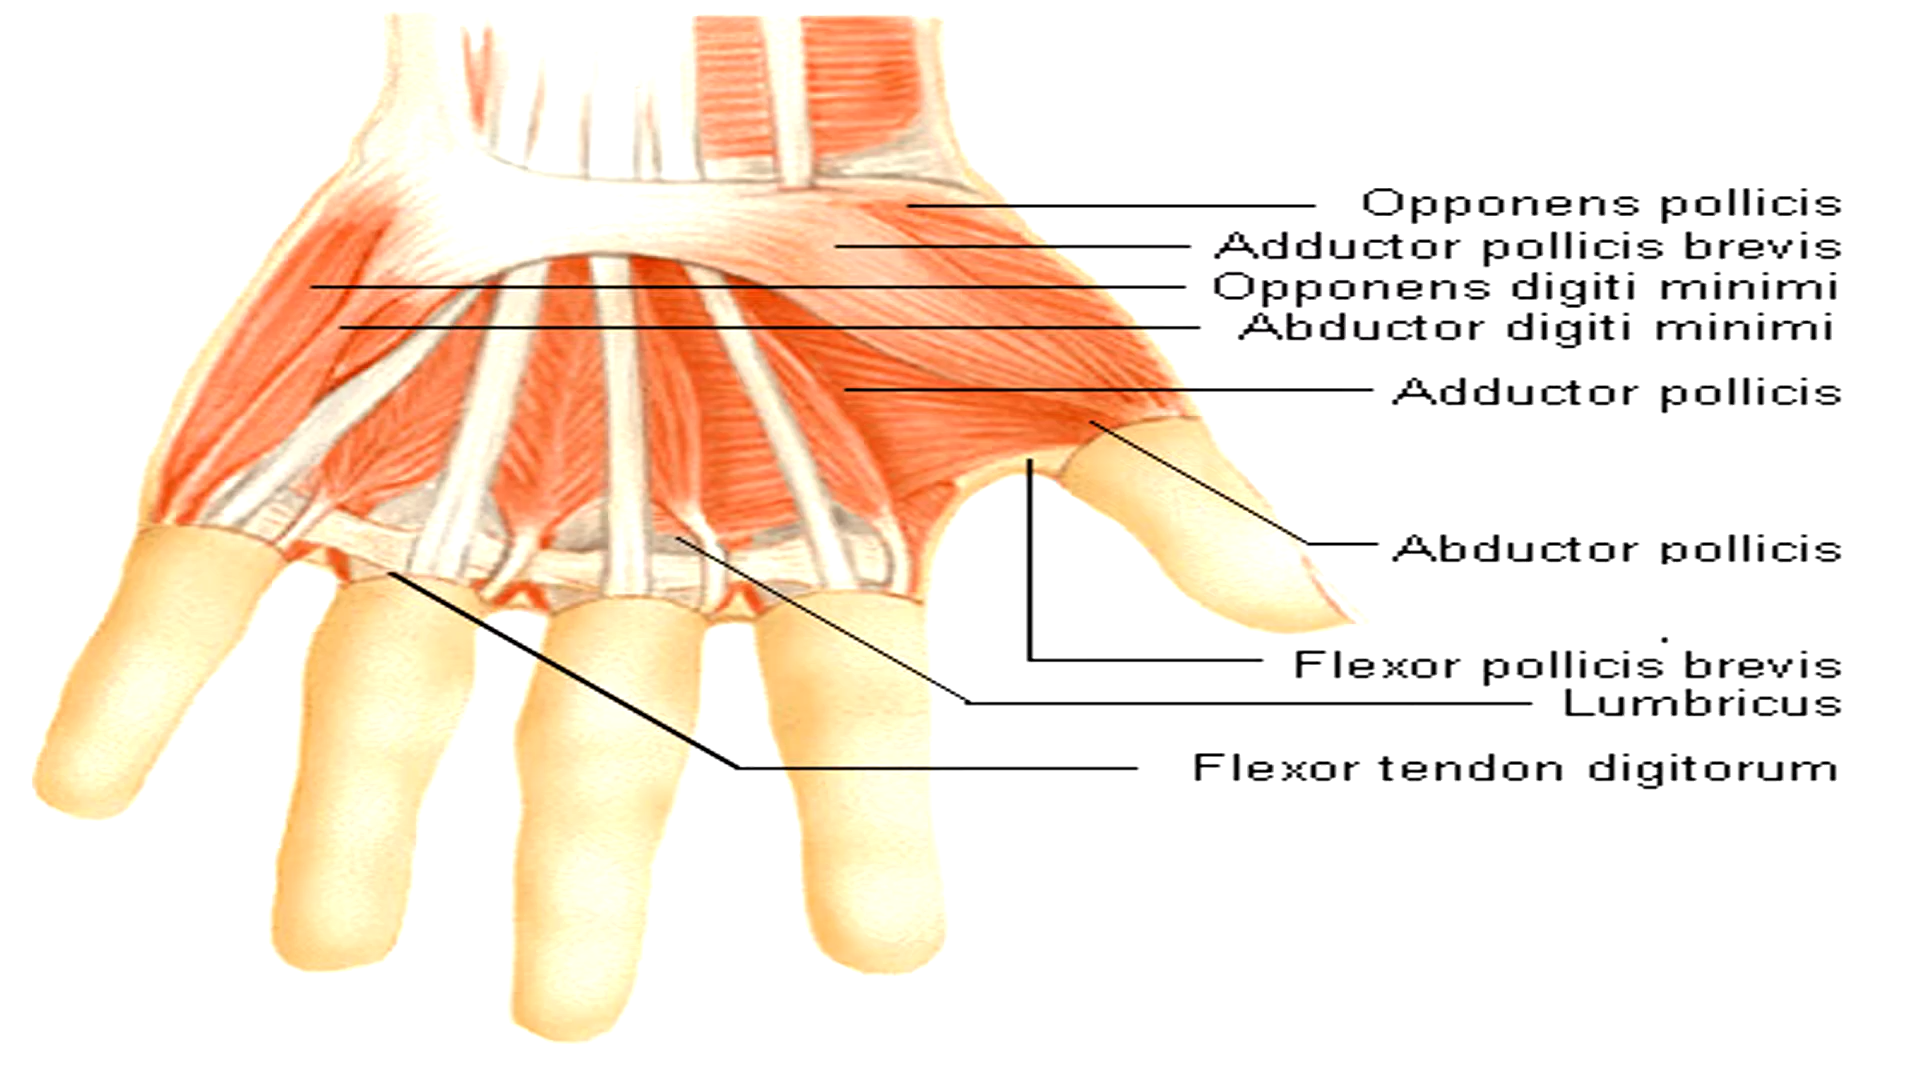 Opponens pollicis
Adductor pollicis brevis
Opponens digiti minimi
Abductor digiti minimi
Adductor pollicis
Abductor pollicis
Flexor pollicis brevis
Lumbricus
Flexor tendon digitorum